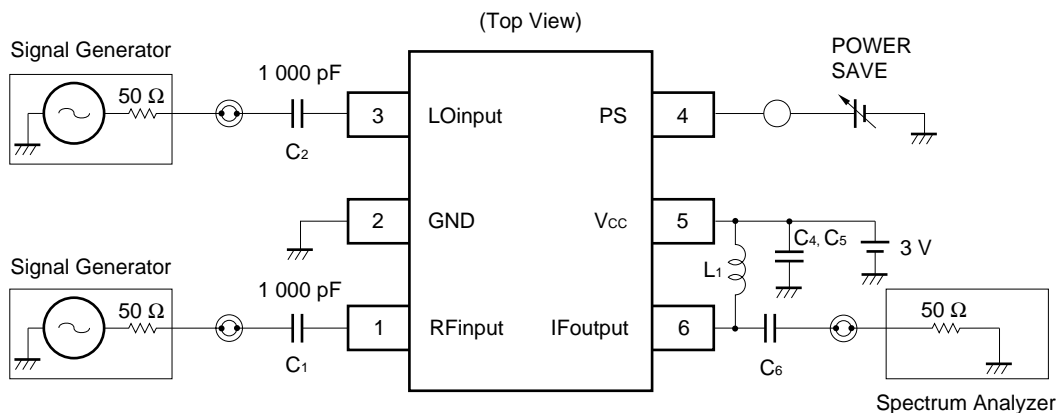 (Top View)
Signal Generator
50 Ω
1 000 pF
C2
3
LOinput
PS
4
POWER
SAVE
2
GND
VCC
5
C4, C5
3 V
L1
Signal Generator
50 Ω
1 000 pF
C1
1
RFinput
IFoutput
6
C6
50 Ω
Spectrum Analyzer